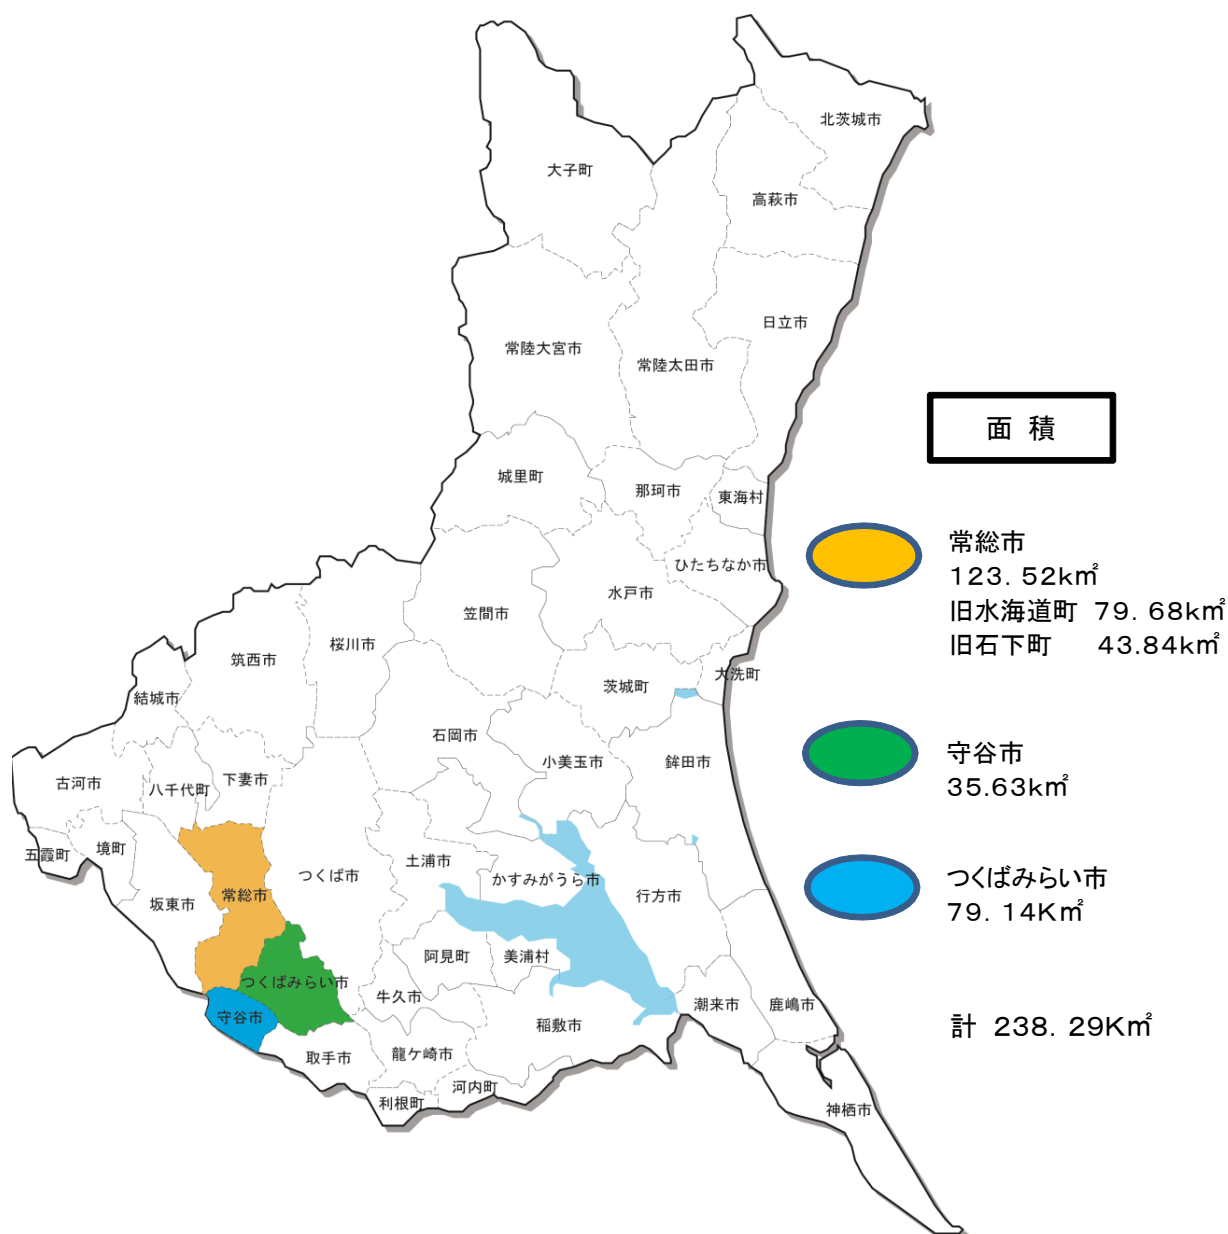 北茨城市
大子町
高萩市
日立市
常陸大宮市
常陸太田市
面 積
城里町
那珂市
東海村
常総市
123. 52k㎡
旧水海道町 79. 68k㎡
旧石下町 43.84k㎡
ひたちなか市
水戸市
笠間市
桜川市
筑西市
大洗町
茨城町
結城市
石岡市
小美玉市
鉾田市
守谷市
35.63k㎡
古河市
八千代町
下妻市
五霞町
境町
土浦市
つくば市
かすみがうら市
行方市
つくばみらい市
79. 14K㎡
常総市
坂東市
阿見町
美浦村
つくばみらい市
牛久市
潮来市
鹿嶋市
守谷市
稲敷市
計 238. 29K㎡
取手市
龍ケ崎市
河内町
利根町
神栖市